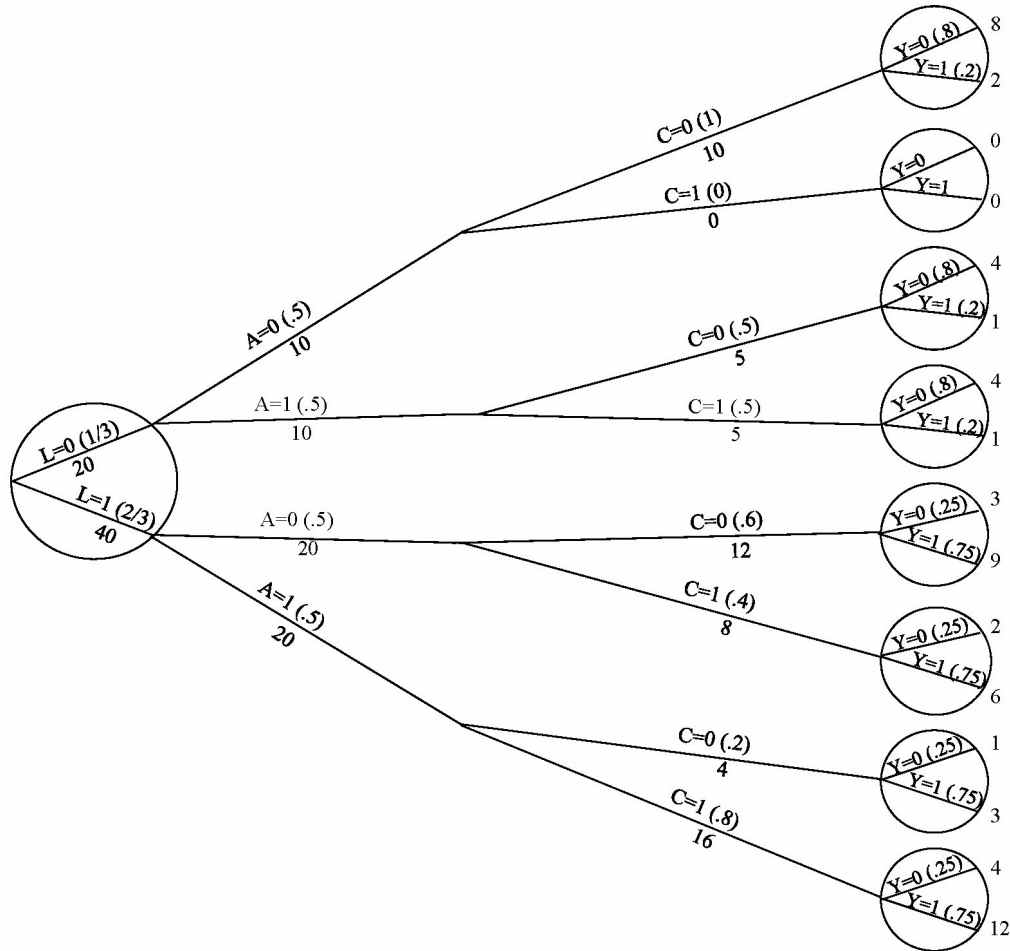 Y=0 (.8)
8
Y=1 (.2)
2
C=0 (1)
10
Y=0
0
Y=1
0
C=1 (0)
0
Y=0 (.8)
4
Y=1 (.2)
1
A=0 (.5)
10
C=0 (.5)
5
Y=0 (.8)
4
Y=1 (.2)
1
A=1 (.5)
10
C=1 (.5)
5
L=0 (1/3)
20
L=1 (2/3)
40
A=0 (.5)
20
C=0 (.6)
12
Y=0 (.25)
3
Y=1 (.75)
9
A=1 (.5)
20
C=1 (.4)
8
Y=0 (.25)
2
Y=1 (.75)
6
C=0 (.2)
4
Y=0 (.25)
1
Y=1 (.75)
3
C=1 (.8)
16
Y=0 (.25)
4
Y=1 (.75)
12